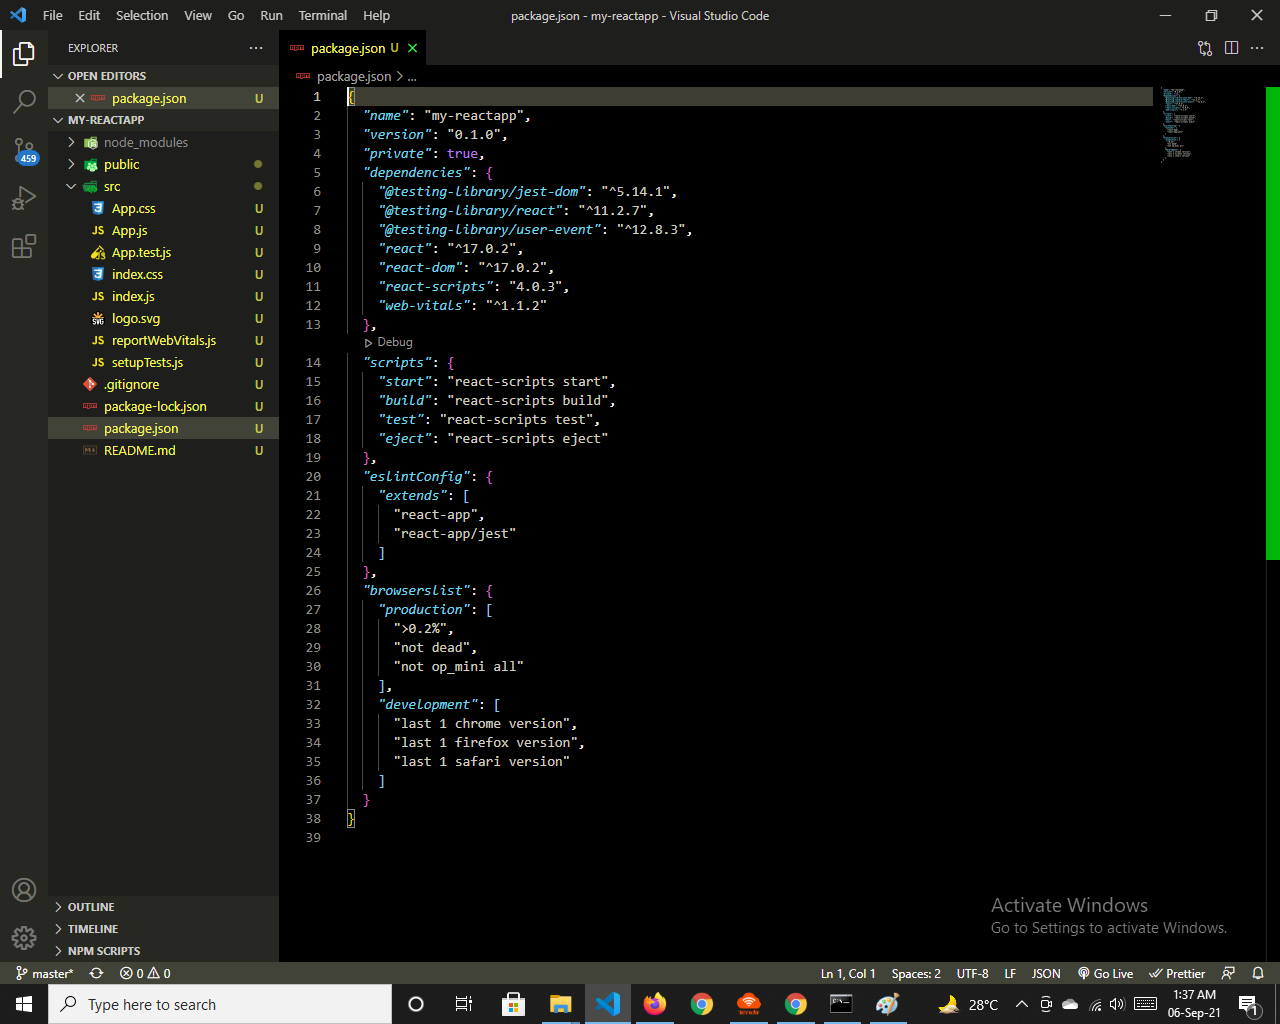 File Edit Selection View Go Run Terminal Help package.json - my-reactapp - Visual Studio Code
EXPLORER
OPEN EDITORS
package.json U
MY-REACTAPP
node_modules
public
src
App.css U
JS App.js U
App.test.js U
index.css U
JS index.js U
SVG logo.svg U
JS reportWebVitals.js U
JS setupTests.js U
.gitignore U
package-lock.json U
package.json U
README.md U
OUTLINE
TIMELINE
NPM SCRIPTS
459
package.json U
package.json > ...
1 {
2 "name": "my-reactapp",
3 "version": "0.1.0",
4 "private": true,
5 "dependencies": {
6 "@testing-library/jest-dom": "^5.14.1",
7 "@testing-library/react": "^11.2.7",
8 "@testing-library/user-event": "^12.8.3",
9 "react": "^17.0.2",
10 "react-dom": "^17.0.2",
11 "react-scripts": "4.0.3",
12 "web-vitals": "^1.1.2"
13 },
Debug
14 "scripts": {
15 "start": "react-scripts start",
16 "build": "react-scripts build",
17 "test": "react-scripts test",
18 "eject": "react-scripts eject"
19 },
20 "eslintConfig": {
21 "extends": [
22 "react-app",
23 "react-app/jest"
24 ]
25 },
26 "browserslist": {
27 "production": [
28 ">0.2%",
29 "not dead",
30 "not op_mini all"
31 ],
32 "development": [
33 "last 1 chrome version",
34 "last 1 firefox version",
35 "last 1 safari version"
36 ]
37 }
38 }
39
Activate Windows
Go to Settings to activate Windows.
master* 0 0 Ln 1, Col 1 Spaces: 2 UTF-8 LF JSON Go Live Prettier
Type here to search 28°C 1:37 AM
06-Sep-21 1